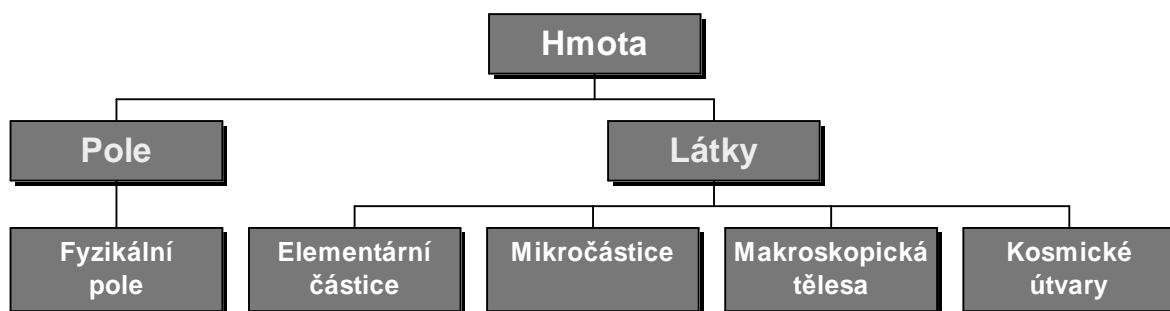 Hmota
Pole
Látky
Fyzikální
pole
Elementární
částice
Mikročástice
Makroskopická
tělesa
Kosmické
útvary